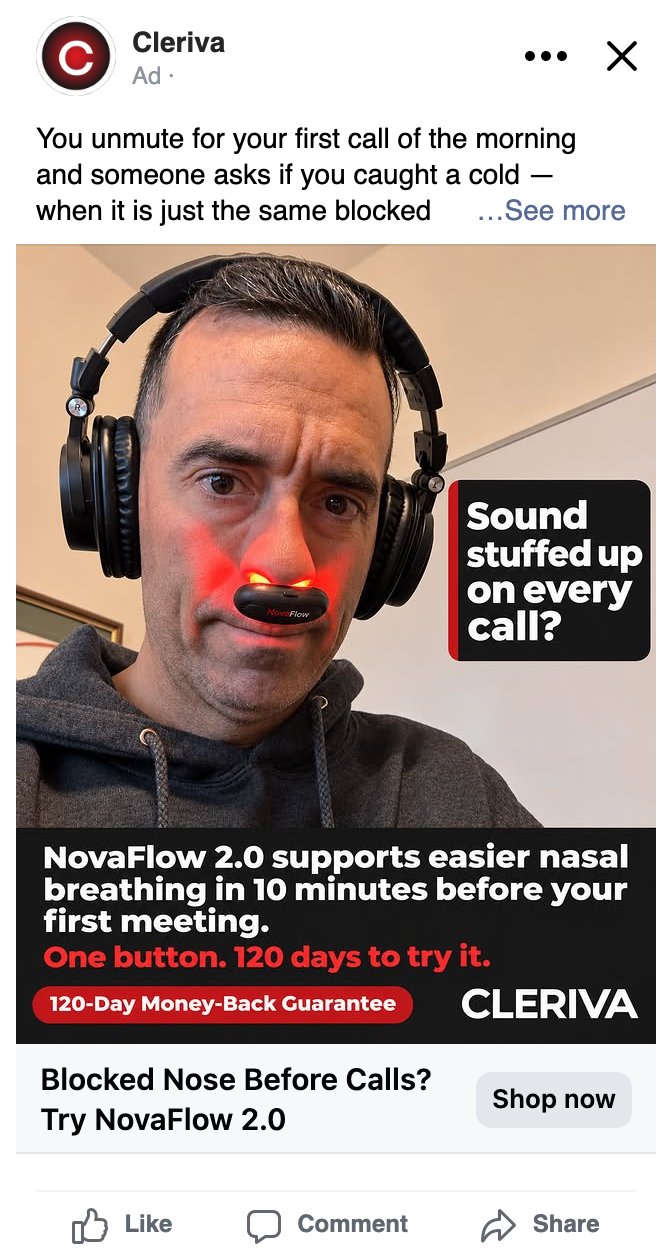 C
Cleriva
Ad ·
You unmute for your first call of the morning
and someone asks if you caught a cold —
when it is just the same blocked ...See more
Sound
stuffed up
on every
call?
NovaFlow
NovaFlow 2.0 supports easier nasal
breathing in 10 minutes before your
first meeting.
One button. 120 days to try it.
120-Day Money-Back Guarantee
CLERIVA
Blocked Nose Before Calls?
Try NovaFlow 2.0
Shop now
Like
Comment
Share